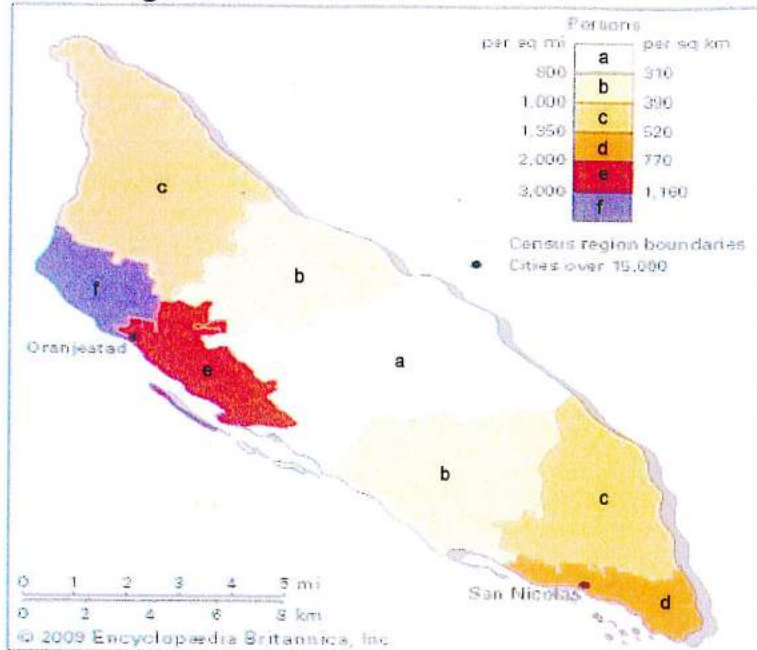 Persons
per sq mi per sq km
a
800 310
b
1,000 390
c
1,350 520
d
2,000 770
e
3,000 1,160
f
Census region boundaries
Cities over 15,000
c
b
f
Oranjestad
e
a
b
c
San Nicolas
d
0 1 2 3 4 5 mi
0 2 4 6 8 km
© 2009 Encyclopædia Britannica, Inc.